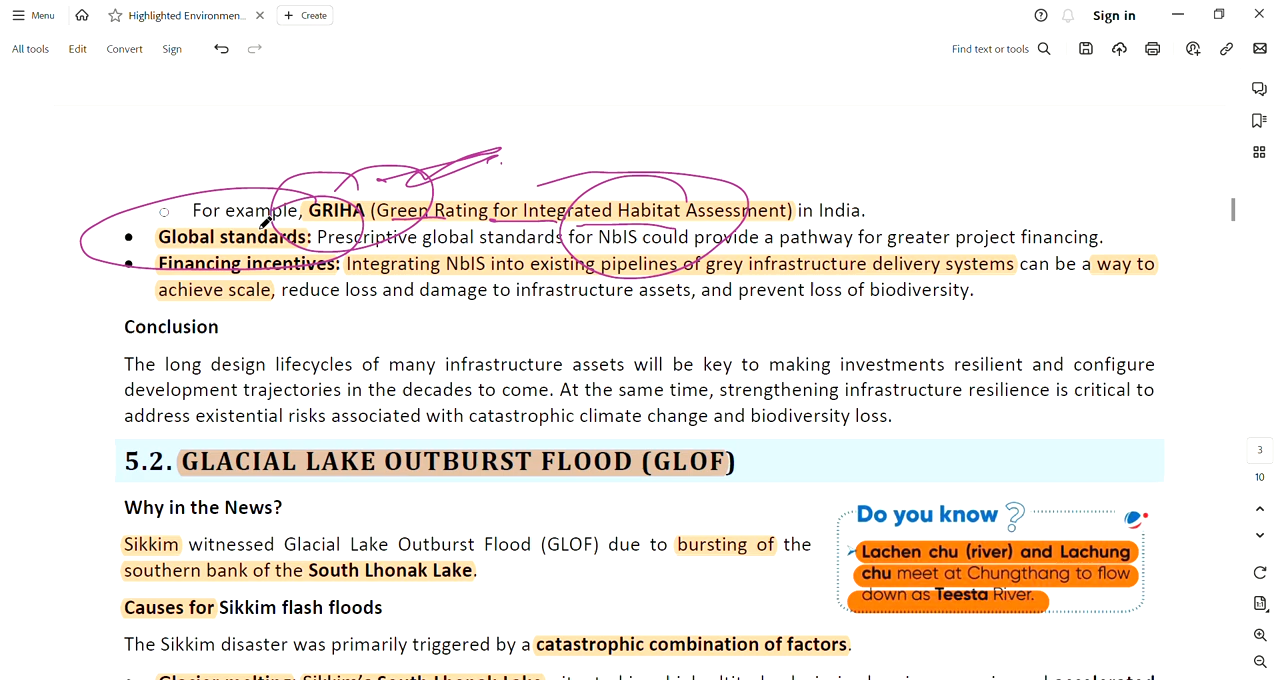 Menu
Highlighted Environmen...
Create
Sign in
All tools
Edit
Convert
Sign
Find text or tools
For example, GRIHA (Green Rating for Integrated Habitat Assessment) in India.
Global standards: Prescriptive global standards for NbIS could provide a pathway for greater project financing.
Financing incentives: Integrating NbIS into existing pipelines of grey infrastructure delivery systems can be a way to
achieve scale, reduce loss and damage to infrastructure assets, and prevent loss of biodiversity.
Conclusion
The long design lifecycles of many infrastructure assets will be key to making investments resilient and configure
development trajectories in the decades to come. At the same time, strengthening infrastructure resilience is critical to
address existential risks associated with catastrophic climate change and biodiversity loss.
5.2. GLACIAL LAKE OUTBURST FLOOD (GLOF)
Why in the News?
Sikkim witnessed Glacial Lake Outburst Flood (GLOF) due to bursting of the
southern bank of the South Lhonak Lake.
Do you know ?
Lachen chu (river) and Lachung
chu meet at Chungthang to flow
down as Teesta River.
Causes for Sikkim flash floods
The Sikkim disaster was primarily triggered by a catastrophic combination of factors.
Glacier melting: Sikkim's South Lhonak Lake
accelerated
3
10